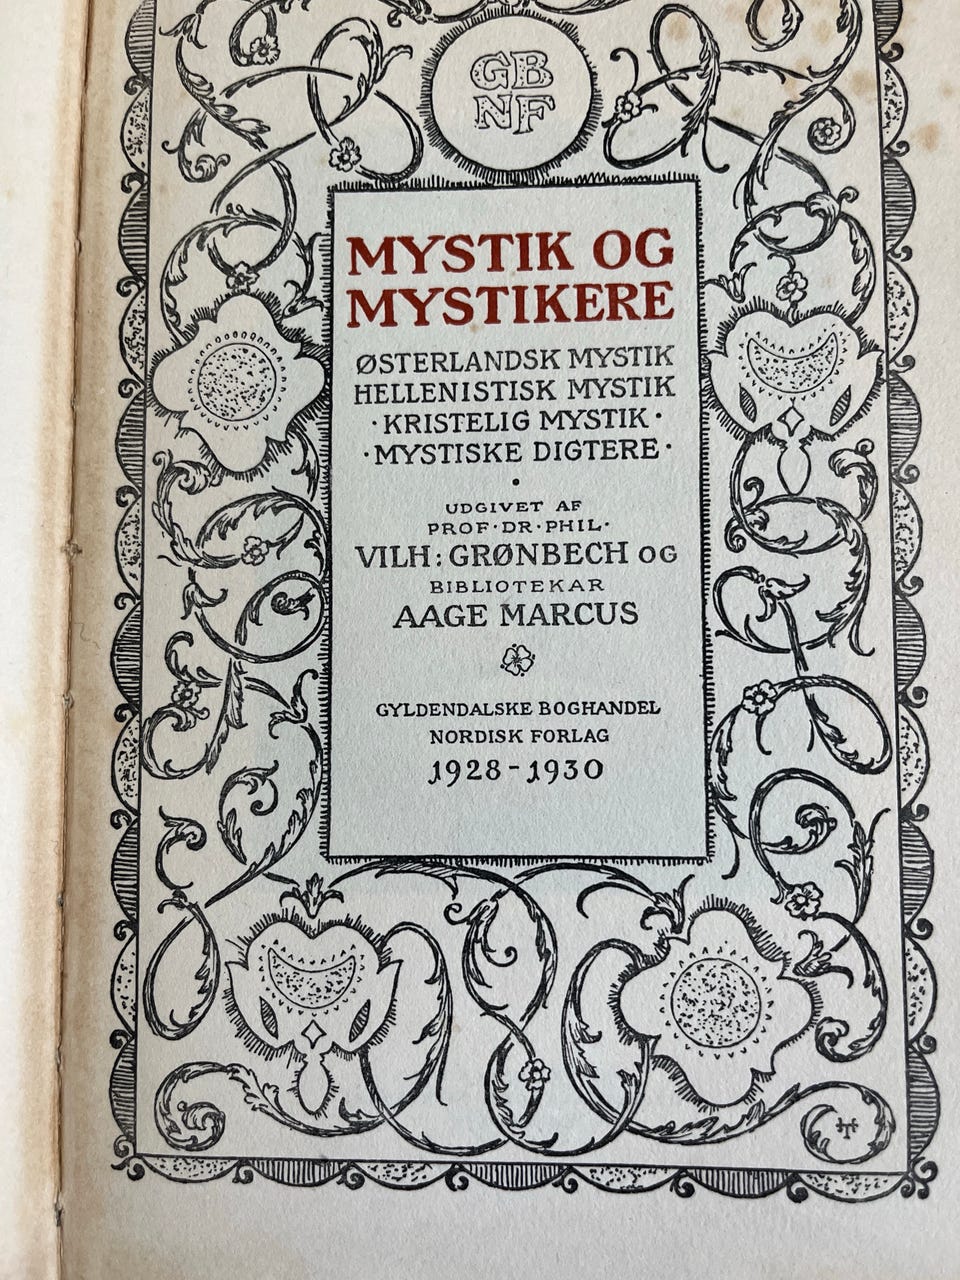 GB
NF
MYSTIK OG
MYSTIKERE
ØSTERLANDSK MYSTIK
HELLENISTISK MYSTIK
· KRISTELIG MYSTIK ·
· MYSTISKE DIGTERE ·
UDGIVET AF
PROF · DR · PHIL ·
VILH: GRØNBECH OG
BIBLIOTEKAR
AAGE MARCUS
GYLDENDALSKE BOGHANDEL
NORDISK FORLAG
1928 - 1930